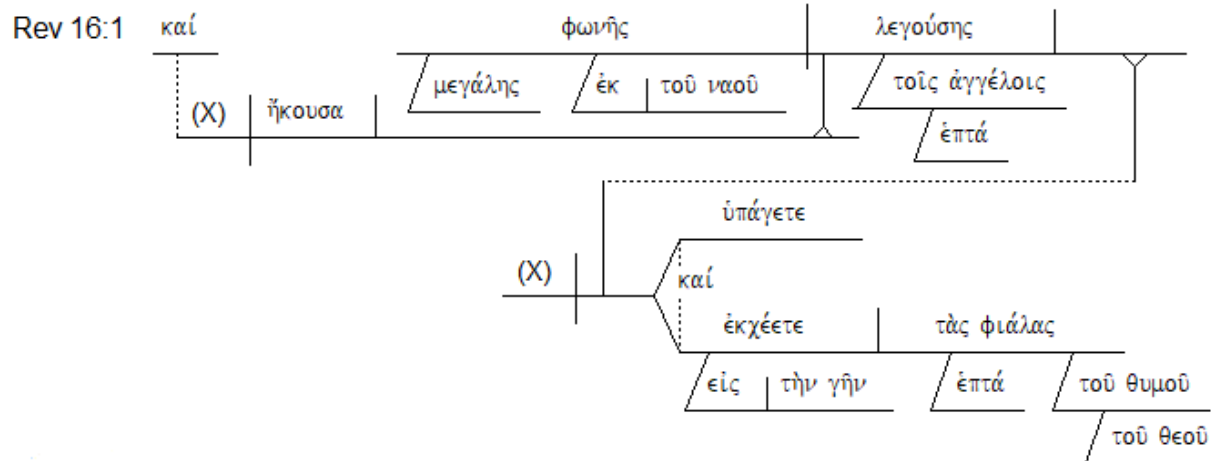 Rev 16:1 καί φωνῆς λεγούσης
μεγάλης ἐκ τοῦ ναοῦ τοῖς ἀγγέλοις
(X) ἤκουσα
ἑπτά
ὑπάγετε
(X)
καί
ἐκχέετε τὰς φιάλας
εἰς τὴν γῆν ἑπτά τοῦ θυμοῦ
τοῦ θεοῦ